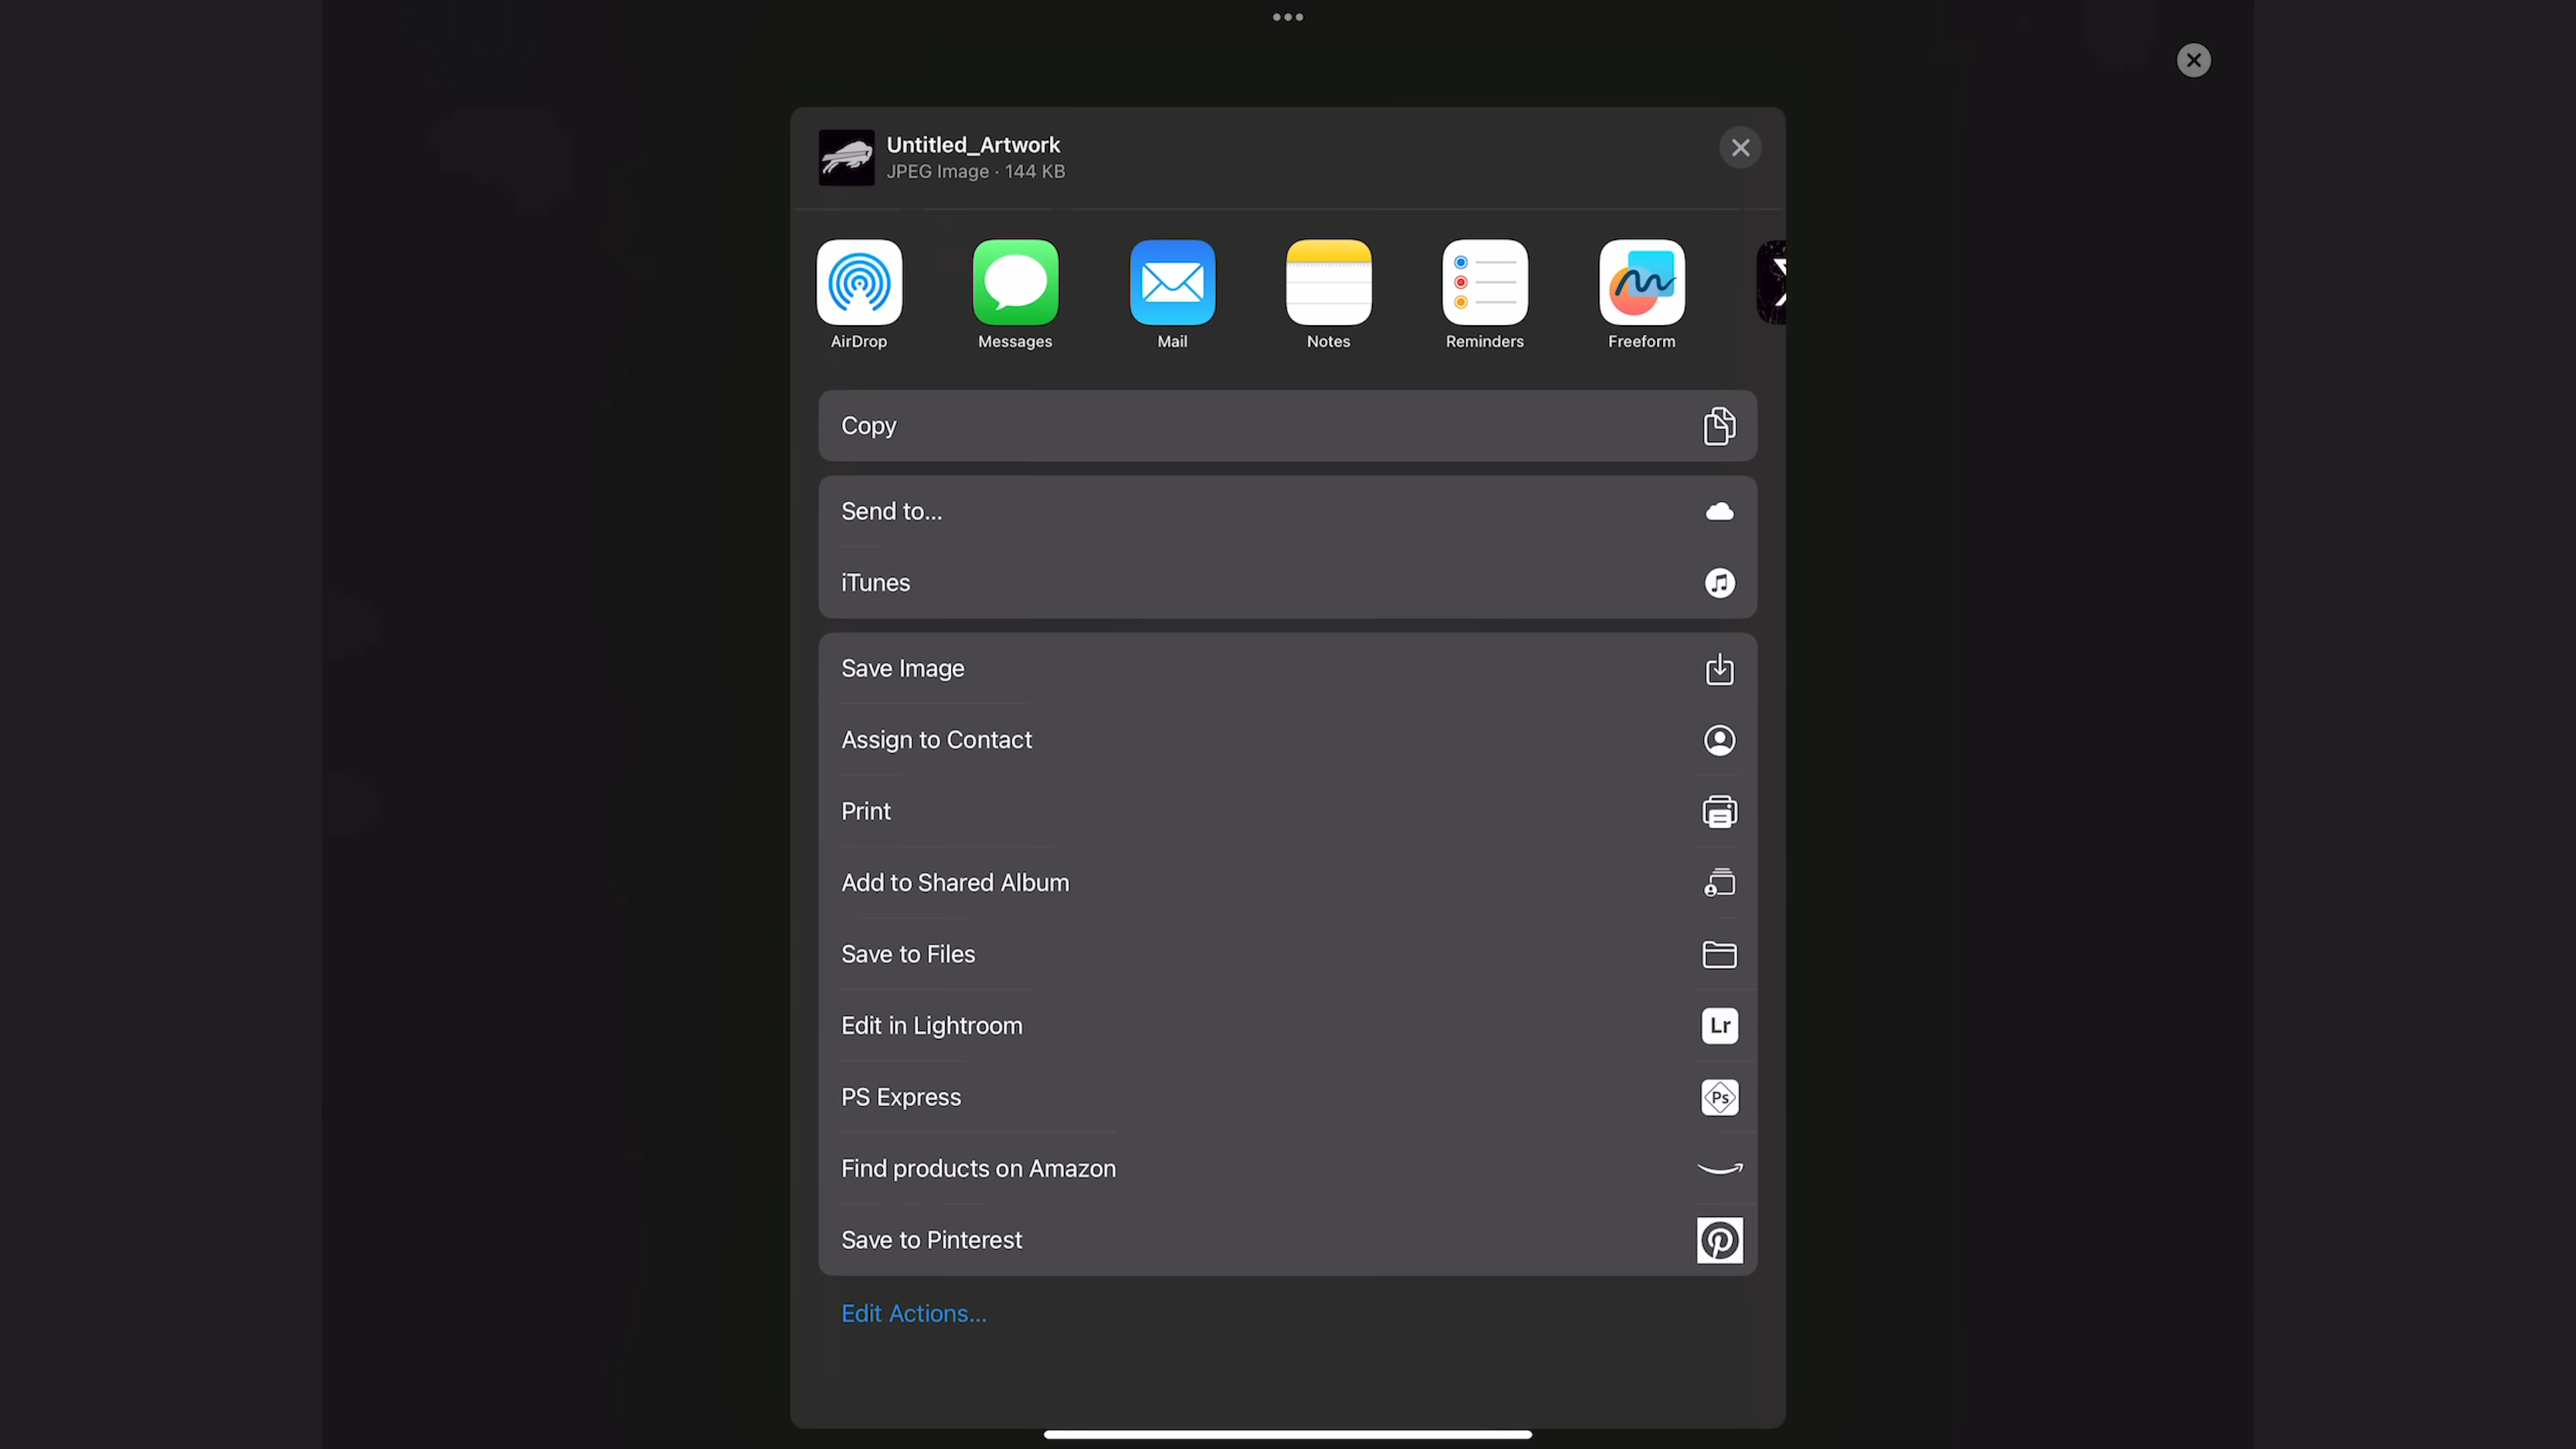 Untitled_Artwork
JPEG Image · 144 KB
AirDrop
Messages
Mail
Notes
Reminders
Freeform
Copy
Send to...
iTunes
Save Image
Assign to Contact
Print
Add to Shared Album
Save to Files
Edit in Lightroom
Lr
PS Express
Ps
Find products on Amazon
Save to Pinterest
Edit Actions...